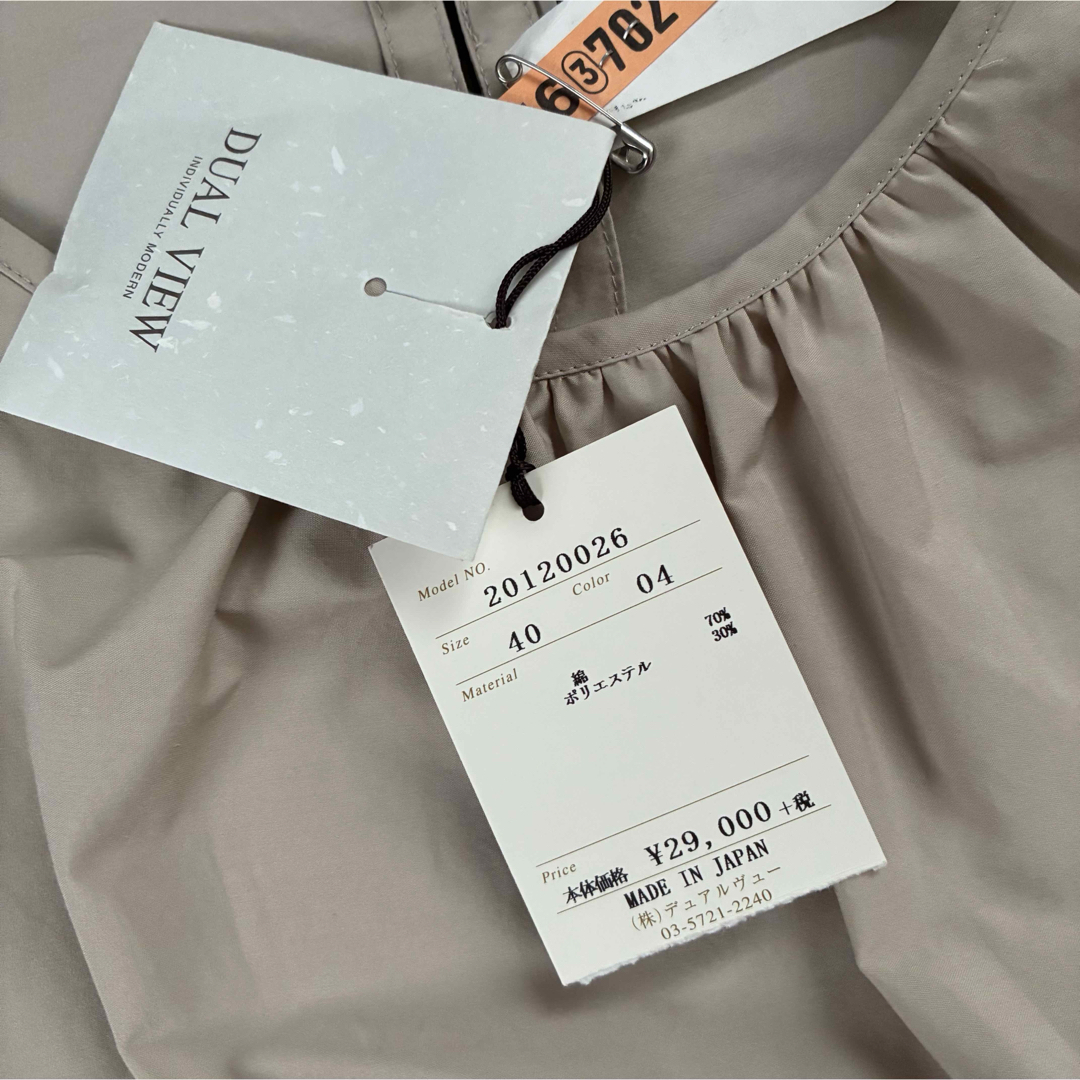 6③-702
DUAL VIEW
INDIVIDUALLY MODERN
Model NO. 20120026
Size 40 Color 04
Material 綿 70%
ポリエステル 30%
Price ¥29,000+税
本体価格
MADE IN JAPAN
(株)デュアルヴュー
03-5721-2240